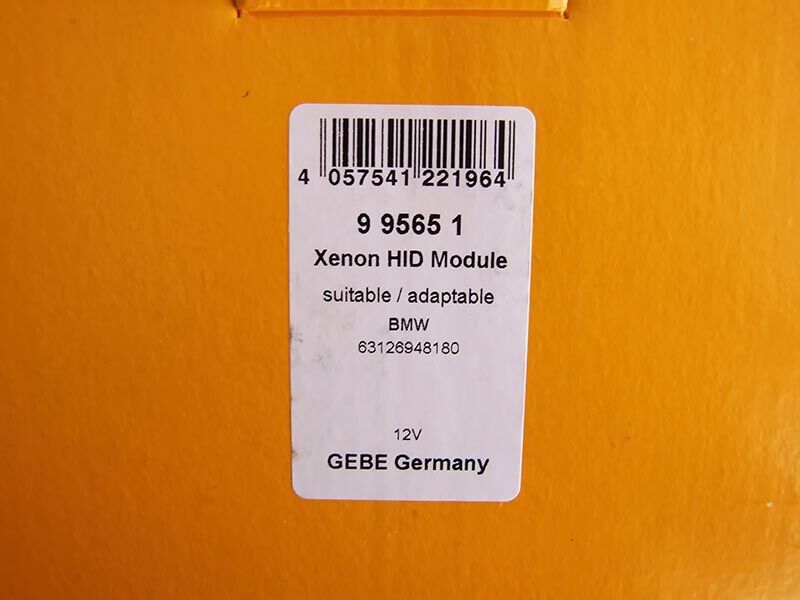 4 057541 221964
9 9565 1
Xenon HID Module
suitable / adaptable
BMW
63126948180
12V
GEBE Germany